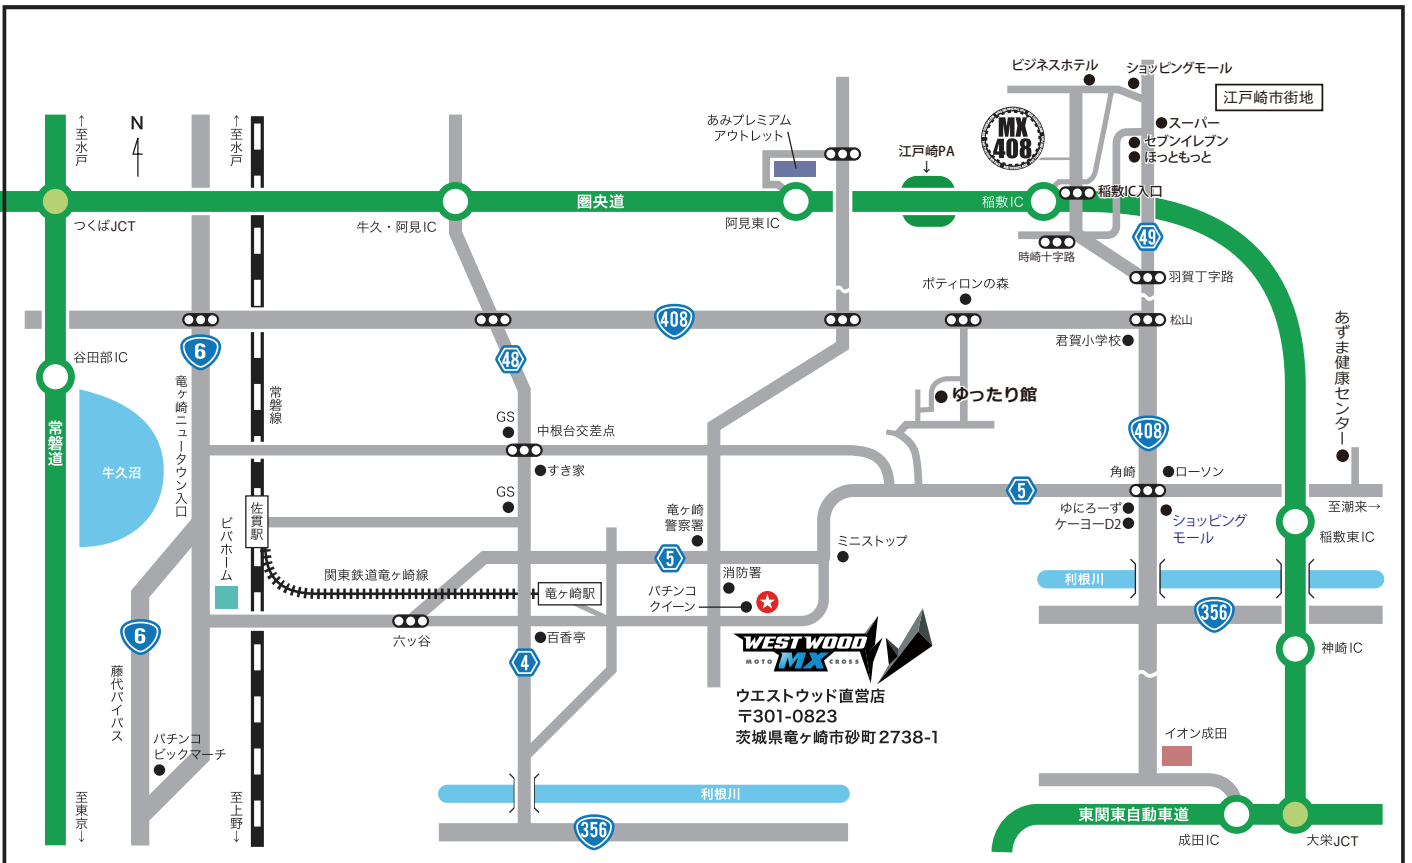 ビジネスホテル
ショッピングモール
江戸崎市街地
MX
408
スーパー
セブンイレブン
ほっともっと
あみプレミアム
アウトレット
江戸崎PA
↓
N
↑至水戸
↑至水戸
稲敷IC入口
稲敷IC
圏央道
つくばJCT
牛久・阿見IC
阿見東IC
49
時崎十字路
羽賀丁字路
ポティロンの森
408
松山
君賀小学校
6
48
谷田部IC
竜ヶ崎ニュータウン入口
常磐線
あずま健康センター
ゆったり館
常磐道
牛久沼
GS
中根台交差点
すき家
GS
408
角崎
ローソン
5
至潮来→
ゆにろーず
ケーヨーD2
ショッピング
モール
稲敷東IC
佐貫駅
ビバホーム
竜ヶ崎
警察署
5
ミニストップ
関東鉄道竜ヶ崎線
竜ヶ崎駅
消防署
パチンコ
クイーン
利根川
356
六ッ谷
百香亭
6
4
神崎IC
WEST WOOD
MOTO MX CROSS
ウエストウッド直営店
〒301-0823
茨城県竜ヶ崎市砂町2738-1
藤代バイパス
パチンコ
ビックマーチ
イオン成田
至東京→
至上野→
利根川
356
東関東自動車道
成田IC
大栄JCT